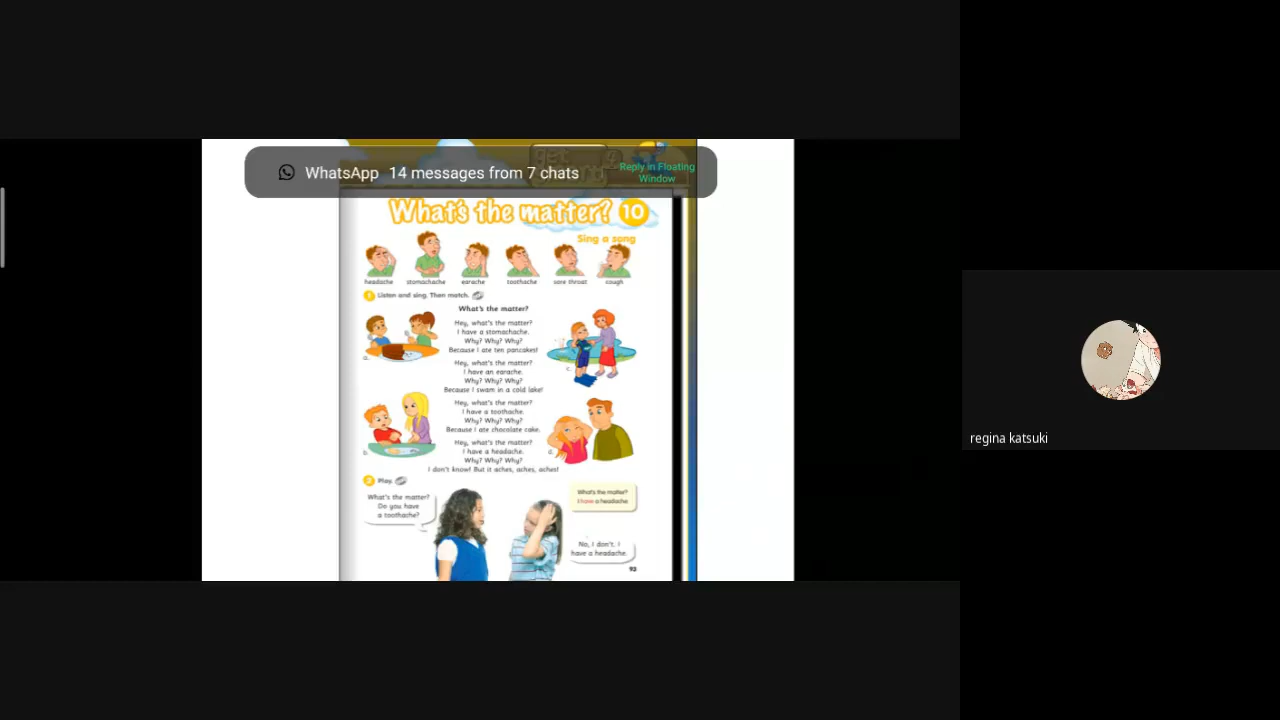 WhatsApp 14 messages from 7 chats
Reply in Floating
Window
What's the matter? 10
Sing a song
headache stomachache earache toothache sore throat cough
1 Listen and sing. Then match.
What's the matter?
Hey, what's the matter?
I have a stomachache.
Why? Why? Why?
Because I ate ten pancakes!
a.
Hey, what's the matter?
I have an earache.
Why? Why? Why?
Because I swam in a cold lake!
c.
Hey, what's the matter?
I have a toothache.
Why? Why? Why?
Because I ate chocolate cake.
b.
Hey, what's the matter?
I have a headache.
Why? Why? Why?
I don't know! But it aches, aches, aches!
d.
2 Play.
What's the matter?
Do you have
a toothache?
What's the matter?
I have a headache
No, I don't. I
have a headache.
93
regina katsuki